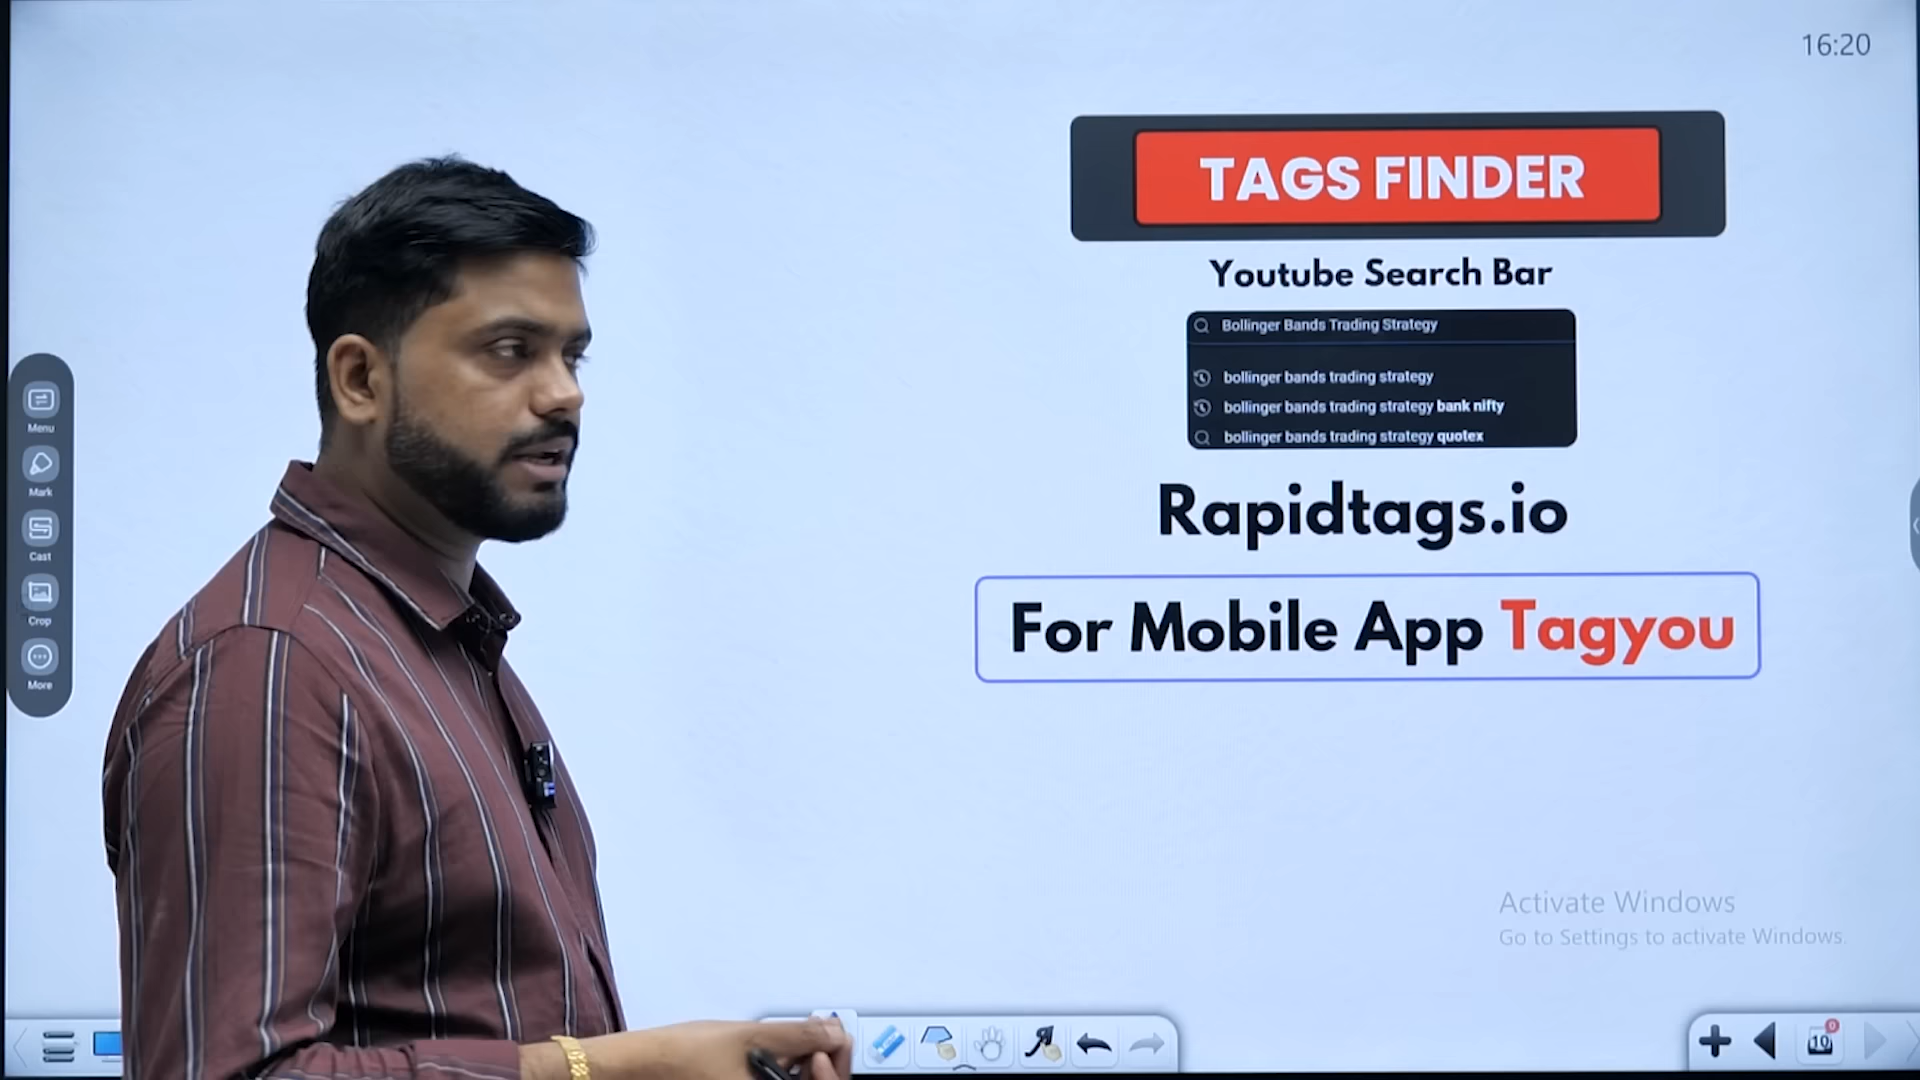 16:20
TAGS FINDER
Youtube Search Bar
Bollinger Bands Trading Strategy
bollinger bands trading strategy
bollinger bands trading strategy bank nifty
bollinger bands trading strategy quotex
Rapidtags.io
For Mobile App Tagyou
Menu
Mark
Cast
Crop
More
Activate Windows
Go to Settings to activate Windows.
10
0